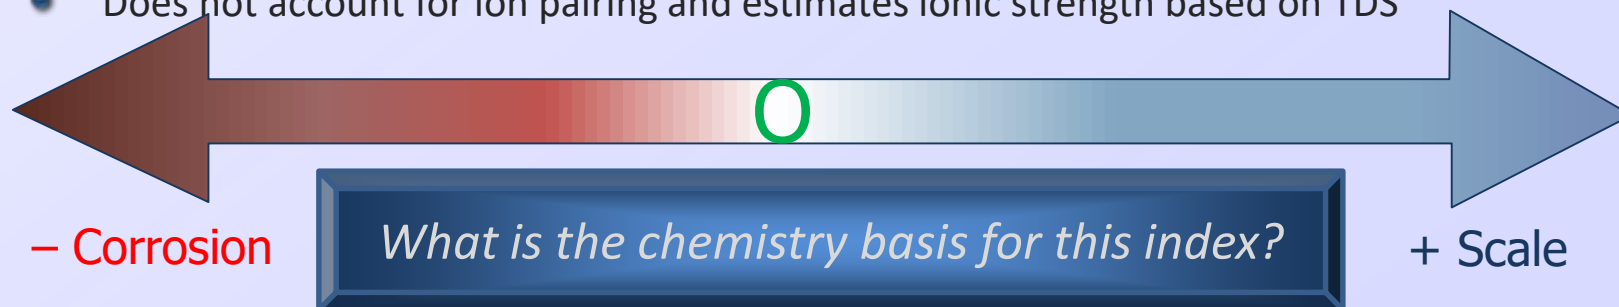 Does not account for ion pairing and estimates ionic strength based on TDS
0
– Corrosion
What is the chemistry basis for this index?
+ Scale